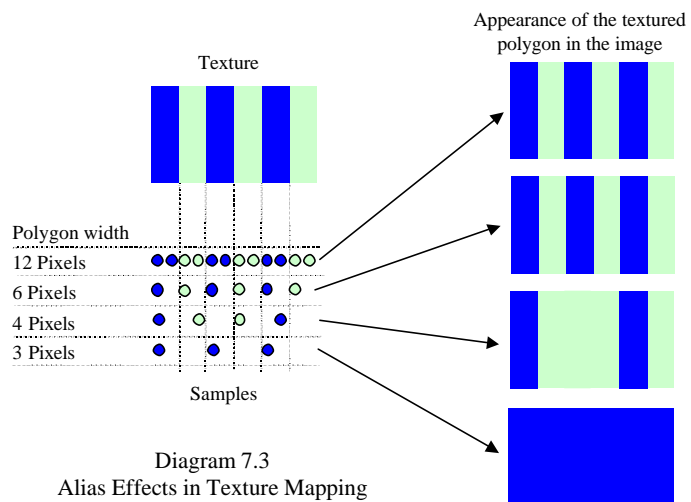 Appearance of the textured
polygon in the image
Texture
Polygon width
12 Pixels
6 Pixels
4 Pixels
3 Pixels
Samples
Diagram 7.3
Alias Effects in Texture Mapping